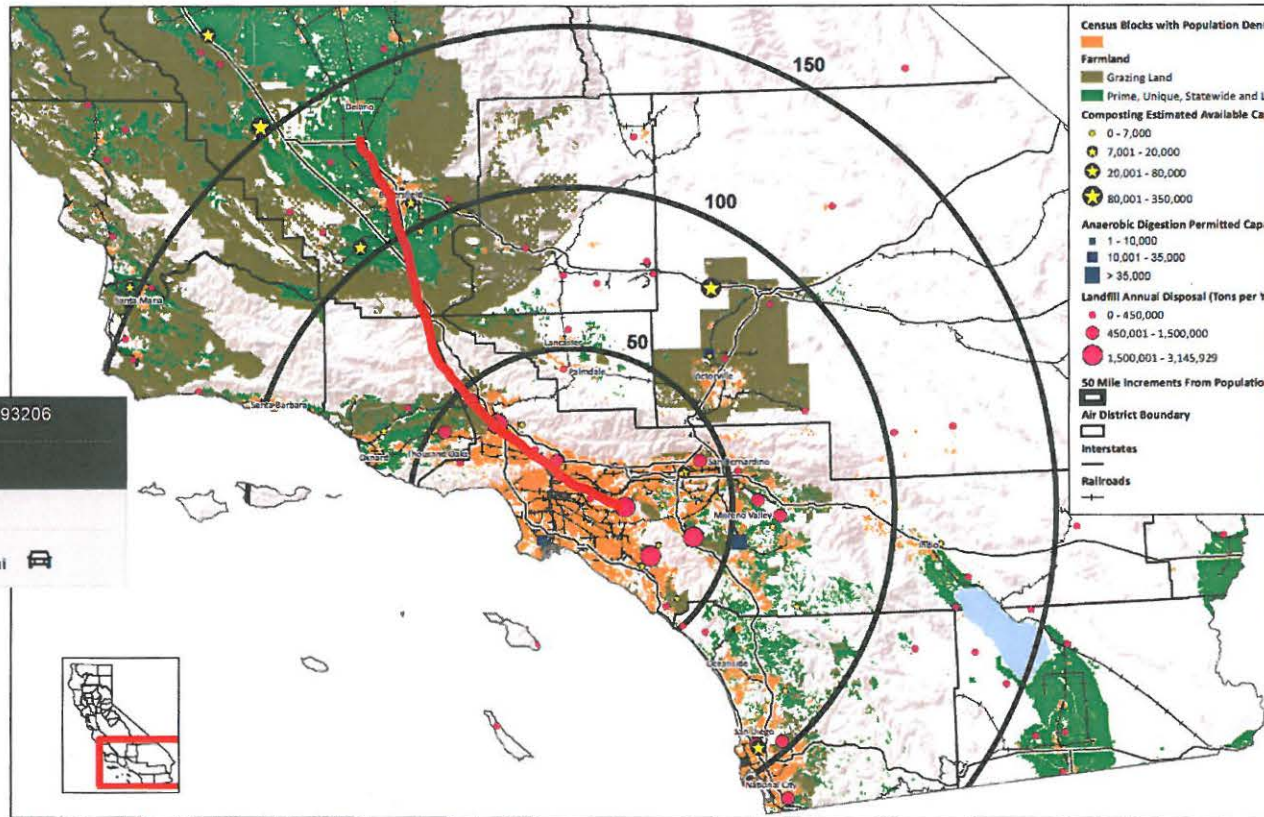 150
100
50
Delano
Santa Maria
Santa Barbara
Lancaster
Palmdale
Victorville
Oxnard
Thousand Oaks
San Bernardino
Moreno Valley
Indio
Oceanside
San Diego
National City
93206
Census Blocks with Population Den
Farmland
Grazing Land
Prime, Unique, Statewide and L
Composting Estimated Available Ca
0 - 7,000
7,001 - 20,000
20,001 - 80,000
80,001 - 350,000
Anaerobic Digestion Permitted Cap
1 - 10,000
10,001 - 35,000
> 35,000
Landfill Annual Disposal (Tons per Y
0 - 450,000
450,001 - 1,500,000
1,500,001 - 3,145,929
50 Mile Increments From Population
Air District Boundary
Interstates
Railroads